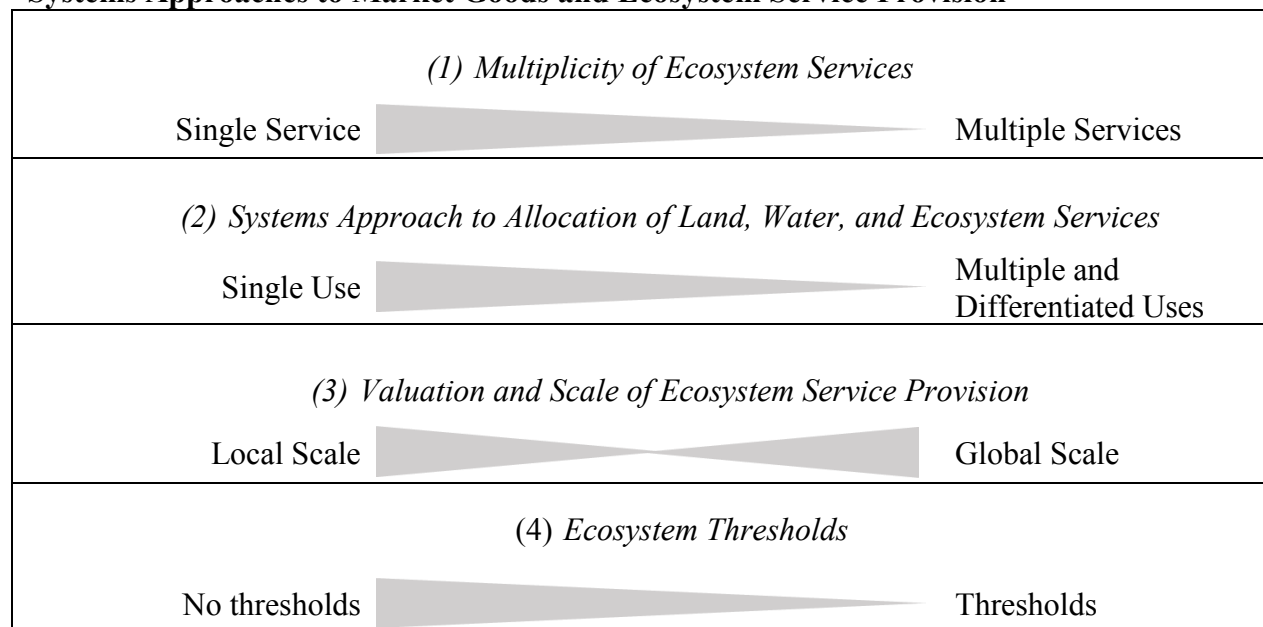 Systems Approaches to Market Goods and Ecosystem Service Provision
(1) Multiplicity of Ecosystem Services
Single Service
Multiple Services
(2) Systems Approach to Allocation of Land, Water, and Ecosystem Services
Single Use
Multiple and
Differentiated Uses
(3) Valuation and Scale of Ecosystem Service Provision
Local Scale
Global Scale
(4) Ecosystem Thresholds
No thresholds
Thresholds